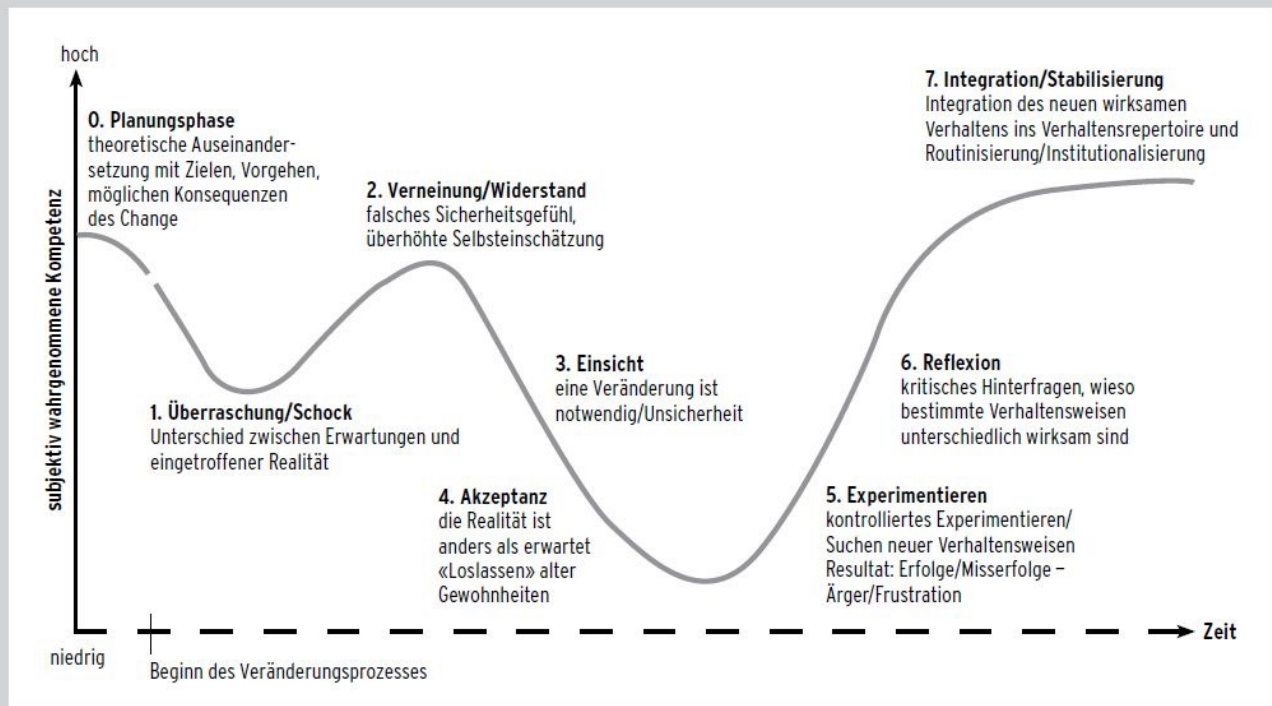 hoch
subjektiv wahrgenommene Kompetenz
0. Planungsphase
theoretische Auseinander-
setzung mit Zielen, Vorgehen,
möglichen Konsequenzen
des Change
1. Überraschung/Schock
Unterschied zwischen Erwartungen und
eingetroffener Realität
2. Verneinung/Widerstand
falsches Sicherheitsgefühl,
überhöhte Selbsteinschätzung
3. Einsicht
eine Veränderung ist
notwendig/Unsicherheit
4. Akzeptanz
die Realität ist
anders als erwartet
«Loslassen» alter
Gewohnheiten
5. Experimentieren
kontrolliertes Experimentieren/
Suchen neuer Verhaltensweisen
Resultat: Erfolge/Misserfolge –
Ärger/Frustration
6. Reflexion
kritisches Hinterfragen, wieso
bestimmte Verhaltensweisen
unterschiedlich wirksam sind
7. Integration/Stabilisierung
Integration des neuen wirksamen
Verhaltens ins Verhaltensrepertoire und
Routinisierung/Institutionalisierung
niedrig
Beginn des Veränderungsprozesses
Zeit